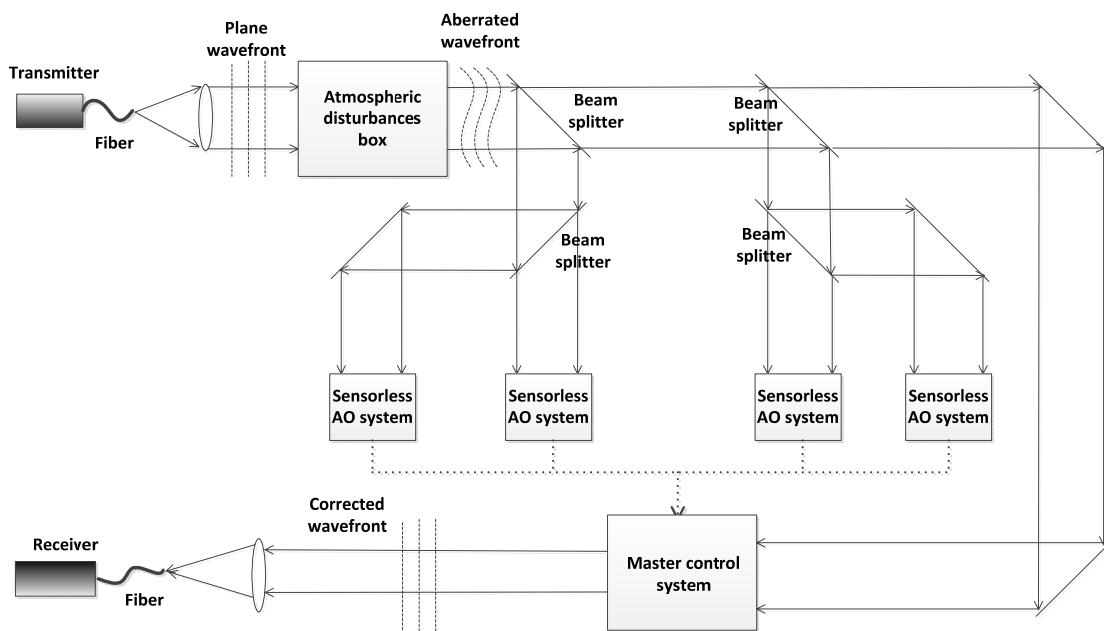 Transmitter
Fiber
Plane
wavefront
Atmospheric
disturbances
box
Aberrated
wavefront
Beam
splitter
Beam
splitter
Beam
splitter
Beam
splitter
Sensorless
AO system
Sensorless
AO system
Sensorless
AO system
Sensorless
AO system
Corrected
wavefront
Receiver
Fiber
Master control
system